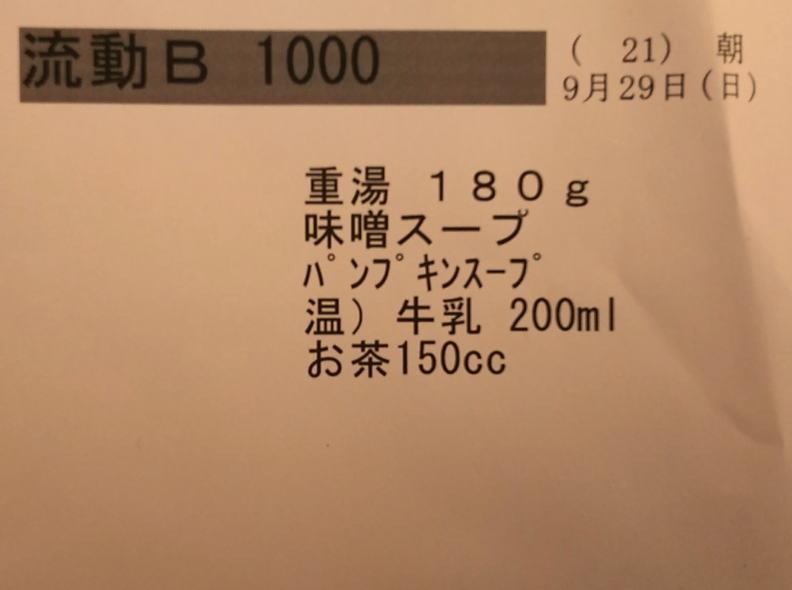 流動B 1000
( 21) 朝
9月29日(日)
重湯 180g
味噌スープ
ﾊﾟﾝﾌﾟｷﾝｽｰﾌﾟ
温) 牛乳 200ml
お茶150cc